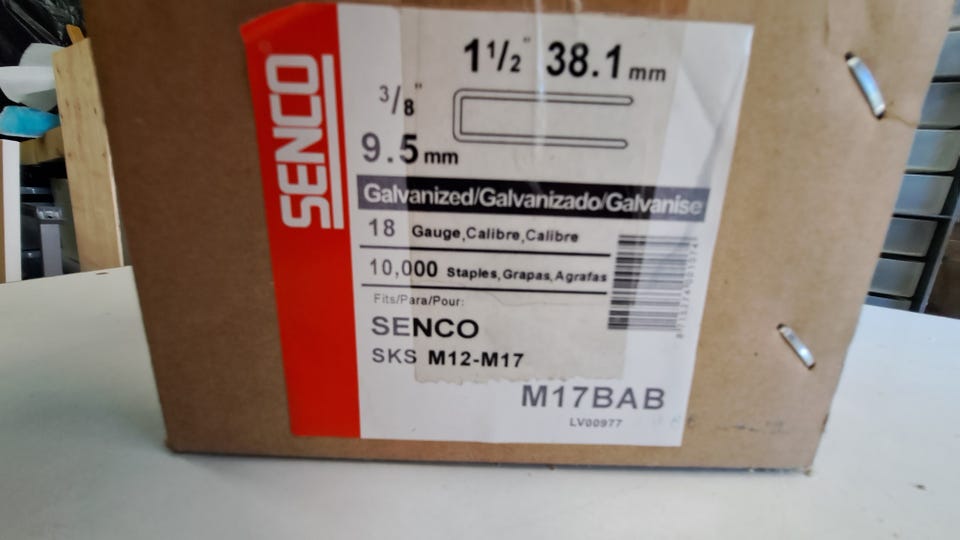 SENCO
1 1/2" 38.1 mm
3/8"
9.5 mm
Galvanized/Galvanizado/Galvanise
18 Gauge,Calibre,Calibre
10,000 Staples,Grapas,Agrafas
Fits/Para/Pour:
SENCO
SKS M12-M17
M17BAB
LV00977